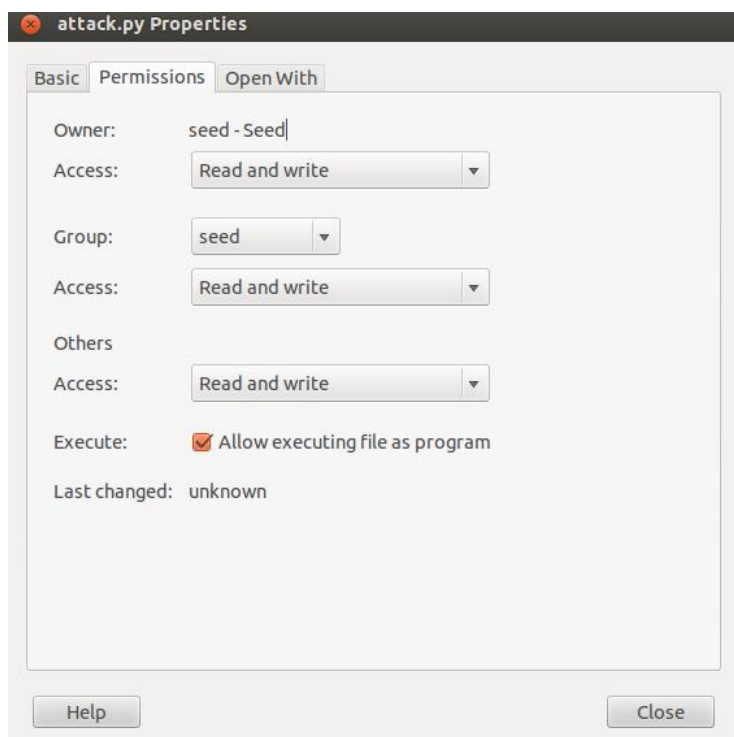 attack.py Properties
Basic Permissions Open With
Owner: seed - Seed
Access: Read and write
Group: seed
Access: Read and write
Others
Access: Read and write
Execute: Allow executing file as program
Last changed: unknown
Help Close